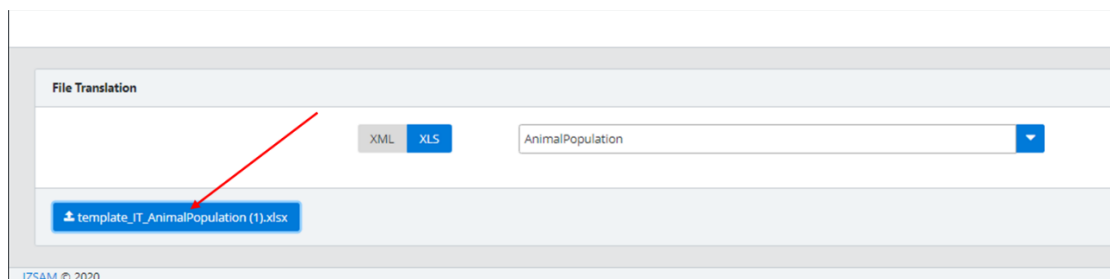 File Translation
XML XLS AnimalPopulation
template_IT_AnimalPopulation (1).xlsx
IZSAM © 2020